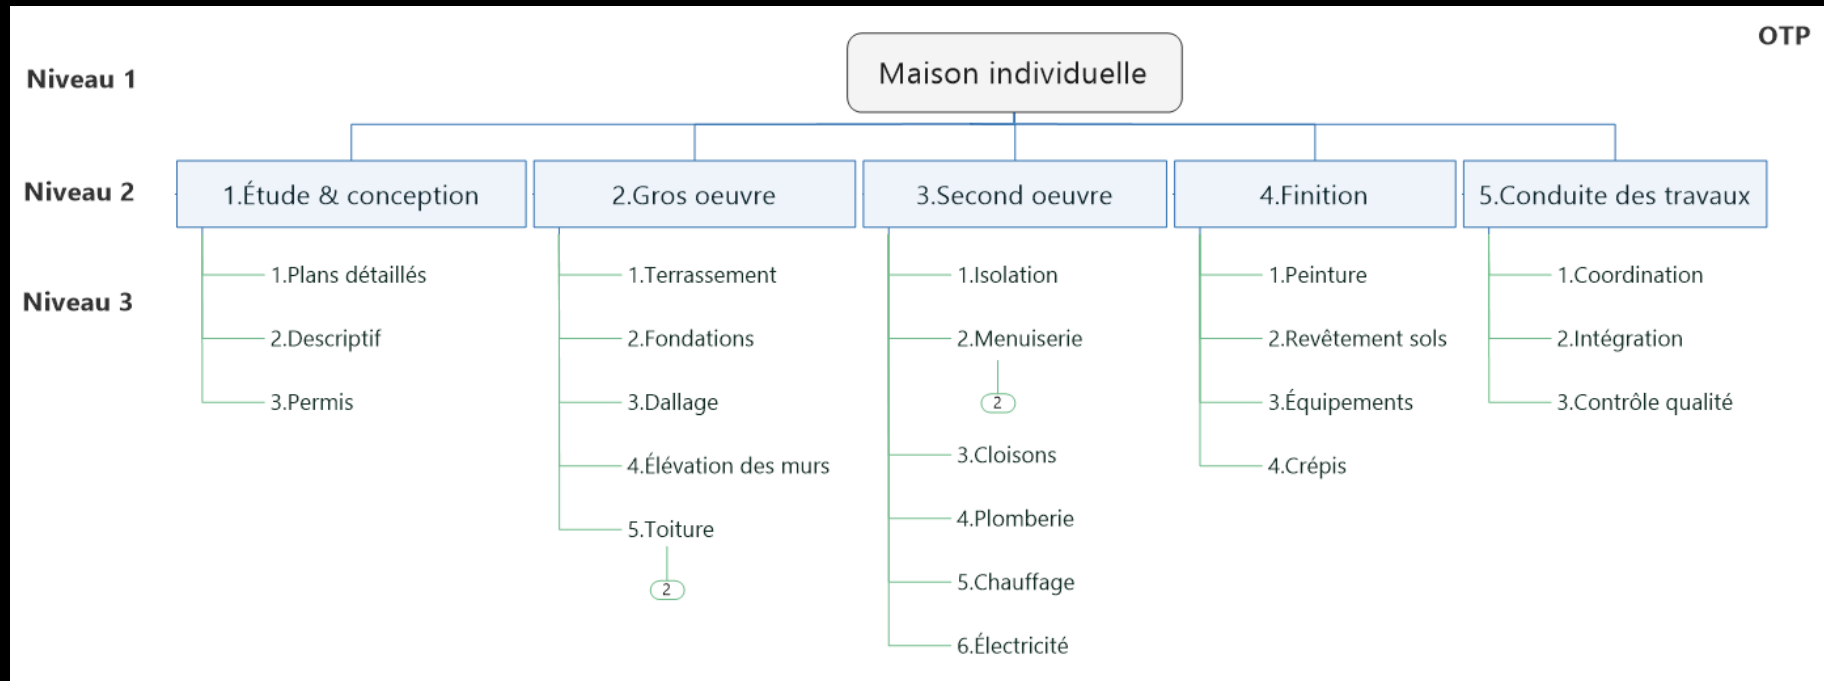 OTP
Niveau 1
Maison individuelle
Niveau 2
1.Étude & conception
2.Gros oeuvre
3.Second oeuvre
4.Finition
5.Conduite des travaux
Niveau 3
1.Plans détaillés
2.Descriptif
3.Permis
1.Terrassement
2.Fondations
3.Dallage
4.Élévation des murs
5.Toiture
2
1.Isolation
2.Menuiserie
2
3.Cloisons
4.Plomberie
5.Chauffage
6.Électricité
1.Peinture
2.Revêtement sols
3.Équipements
4.Crépis
1.Coordination
2.Intégration
3.Contrôle qualité